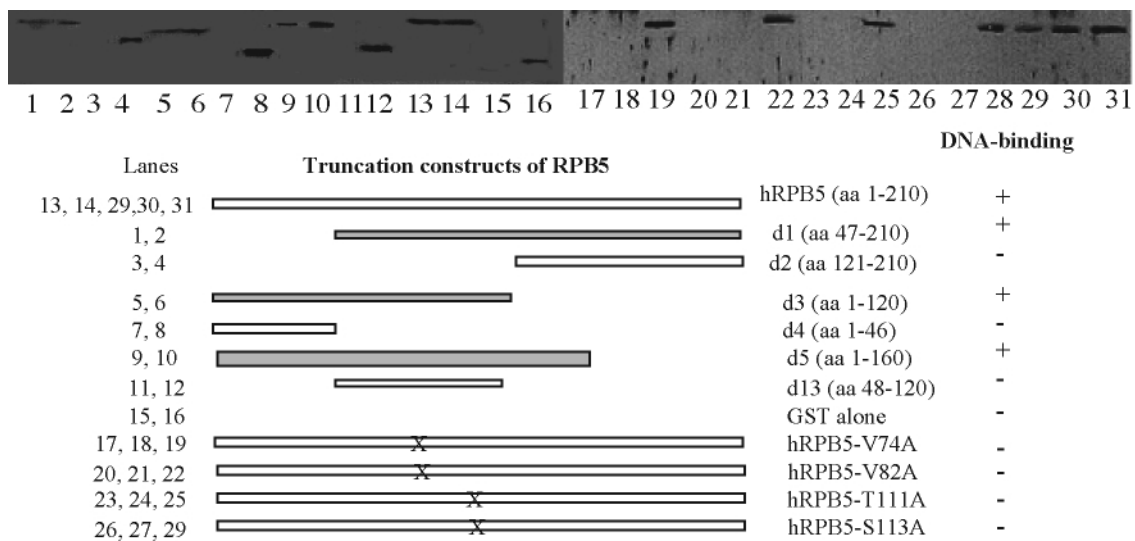 1 2 3 4 5 6 7 8 9 10 11 12 13 14 15 16 17 18 19 20 21 22 23 24 25 26 27 28 29 30 31
DNA-binding
Lanes Truncation constructs of RPB5
13, 14, 29,30, 31 hRPB5 (aa 1-210) +
1, 2 d1 (aa 47-210) +
3, 4 d2 (aa 121-210) -
5, 6 d3 (aa 1-120) +
7, 8 d4 (aa 1-46) -
9, 10 d5 (aa 1-160) +
11, 12 d13 (aa 48-120) -
15, 16 GST alone -
17, 18, 19 X hRPB5-V74A -
20, 21, 22 X hRPB5-V82A -
23, 24, 25 X hRPB5-T111A -
26, 27, 29 X hRPB5-S113A -